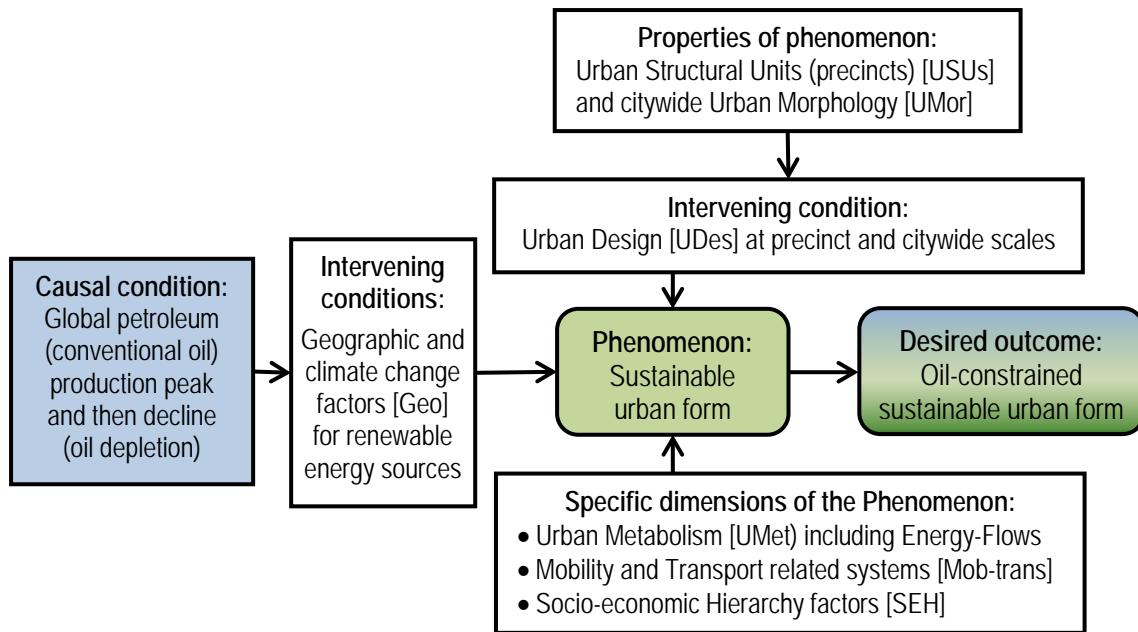 Properties of phenomenon:
Urban Structural Units (precincts) [USUs]
and citywide Urban Morphology [UMor]
Intervening condition:
Urban Design [UDes] at precinct and citywide scales
Causal condition:
Global petroleum
(conventional oil)
production peak
and then decline
(oil depletion)
Intervening
conditions:
Geographic and
climate change
factors [Geo]
for renewable
energy sources
Phenomenon:
Sustainable
urban form
Desired outcome:
Oil-constrained
sustainable urban form
Specific dimensions of the Phenomenon:
• Urban Metabolism [UMet) including Energy-Flows
• Mobility and Transport related systems [Mob-trans]
• Socio-economic Hierarchy factors [SEH]